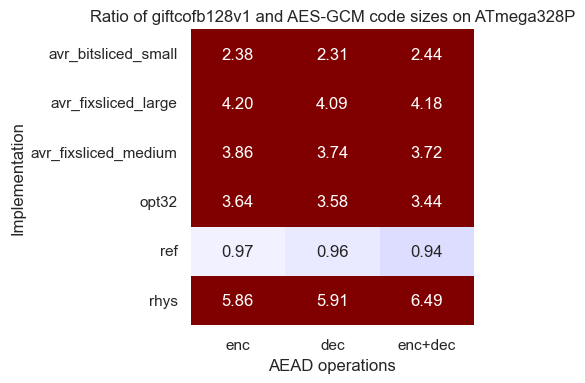 Ratio of giftcofb128v1 and AES-GCM code sizes on ATmega328P
Implementation
avr_bitsliced_small 2.38 2.31 2.44
avr_fixsliced_large 4.20 4.09 4.18
avr_fixsliced_medium 3.86 3.74 3.72
opt32 3.64 3.58 3.44
ref 0.97 0.96 0.94
rhys 5.86 5.91 6.49
enc dec enc+dec
AEAD operations